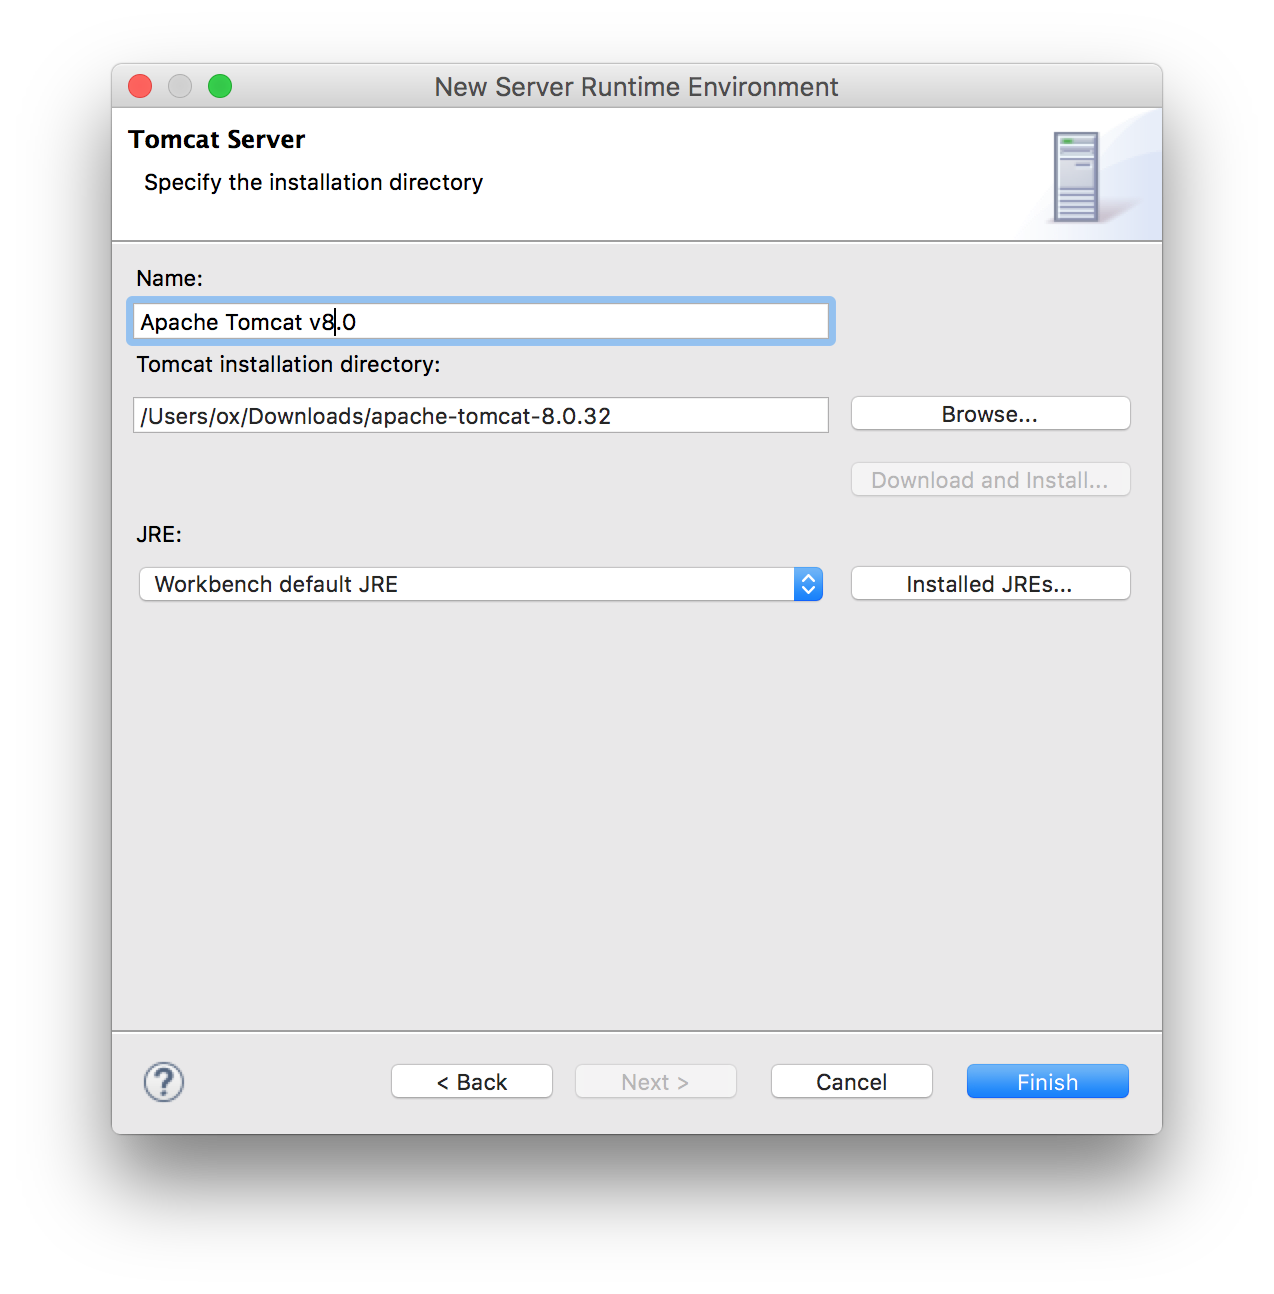 New Server Runtime Environment
Tomcat Server
Specify the installation directory
Name:
Apache Tomcat v8.0
Tomcat installation directory:
/Users/ox/Downloads/apache-tomcat-8.0.32
Browse...
Download and Install...
JRE:
Workbench default JRE
Installed JREs...
?
< Back
Next >
Cancel
Finish